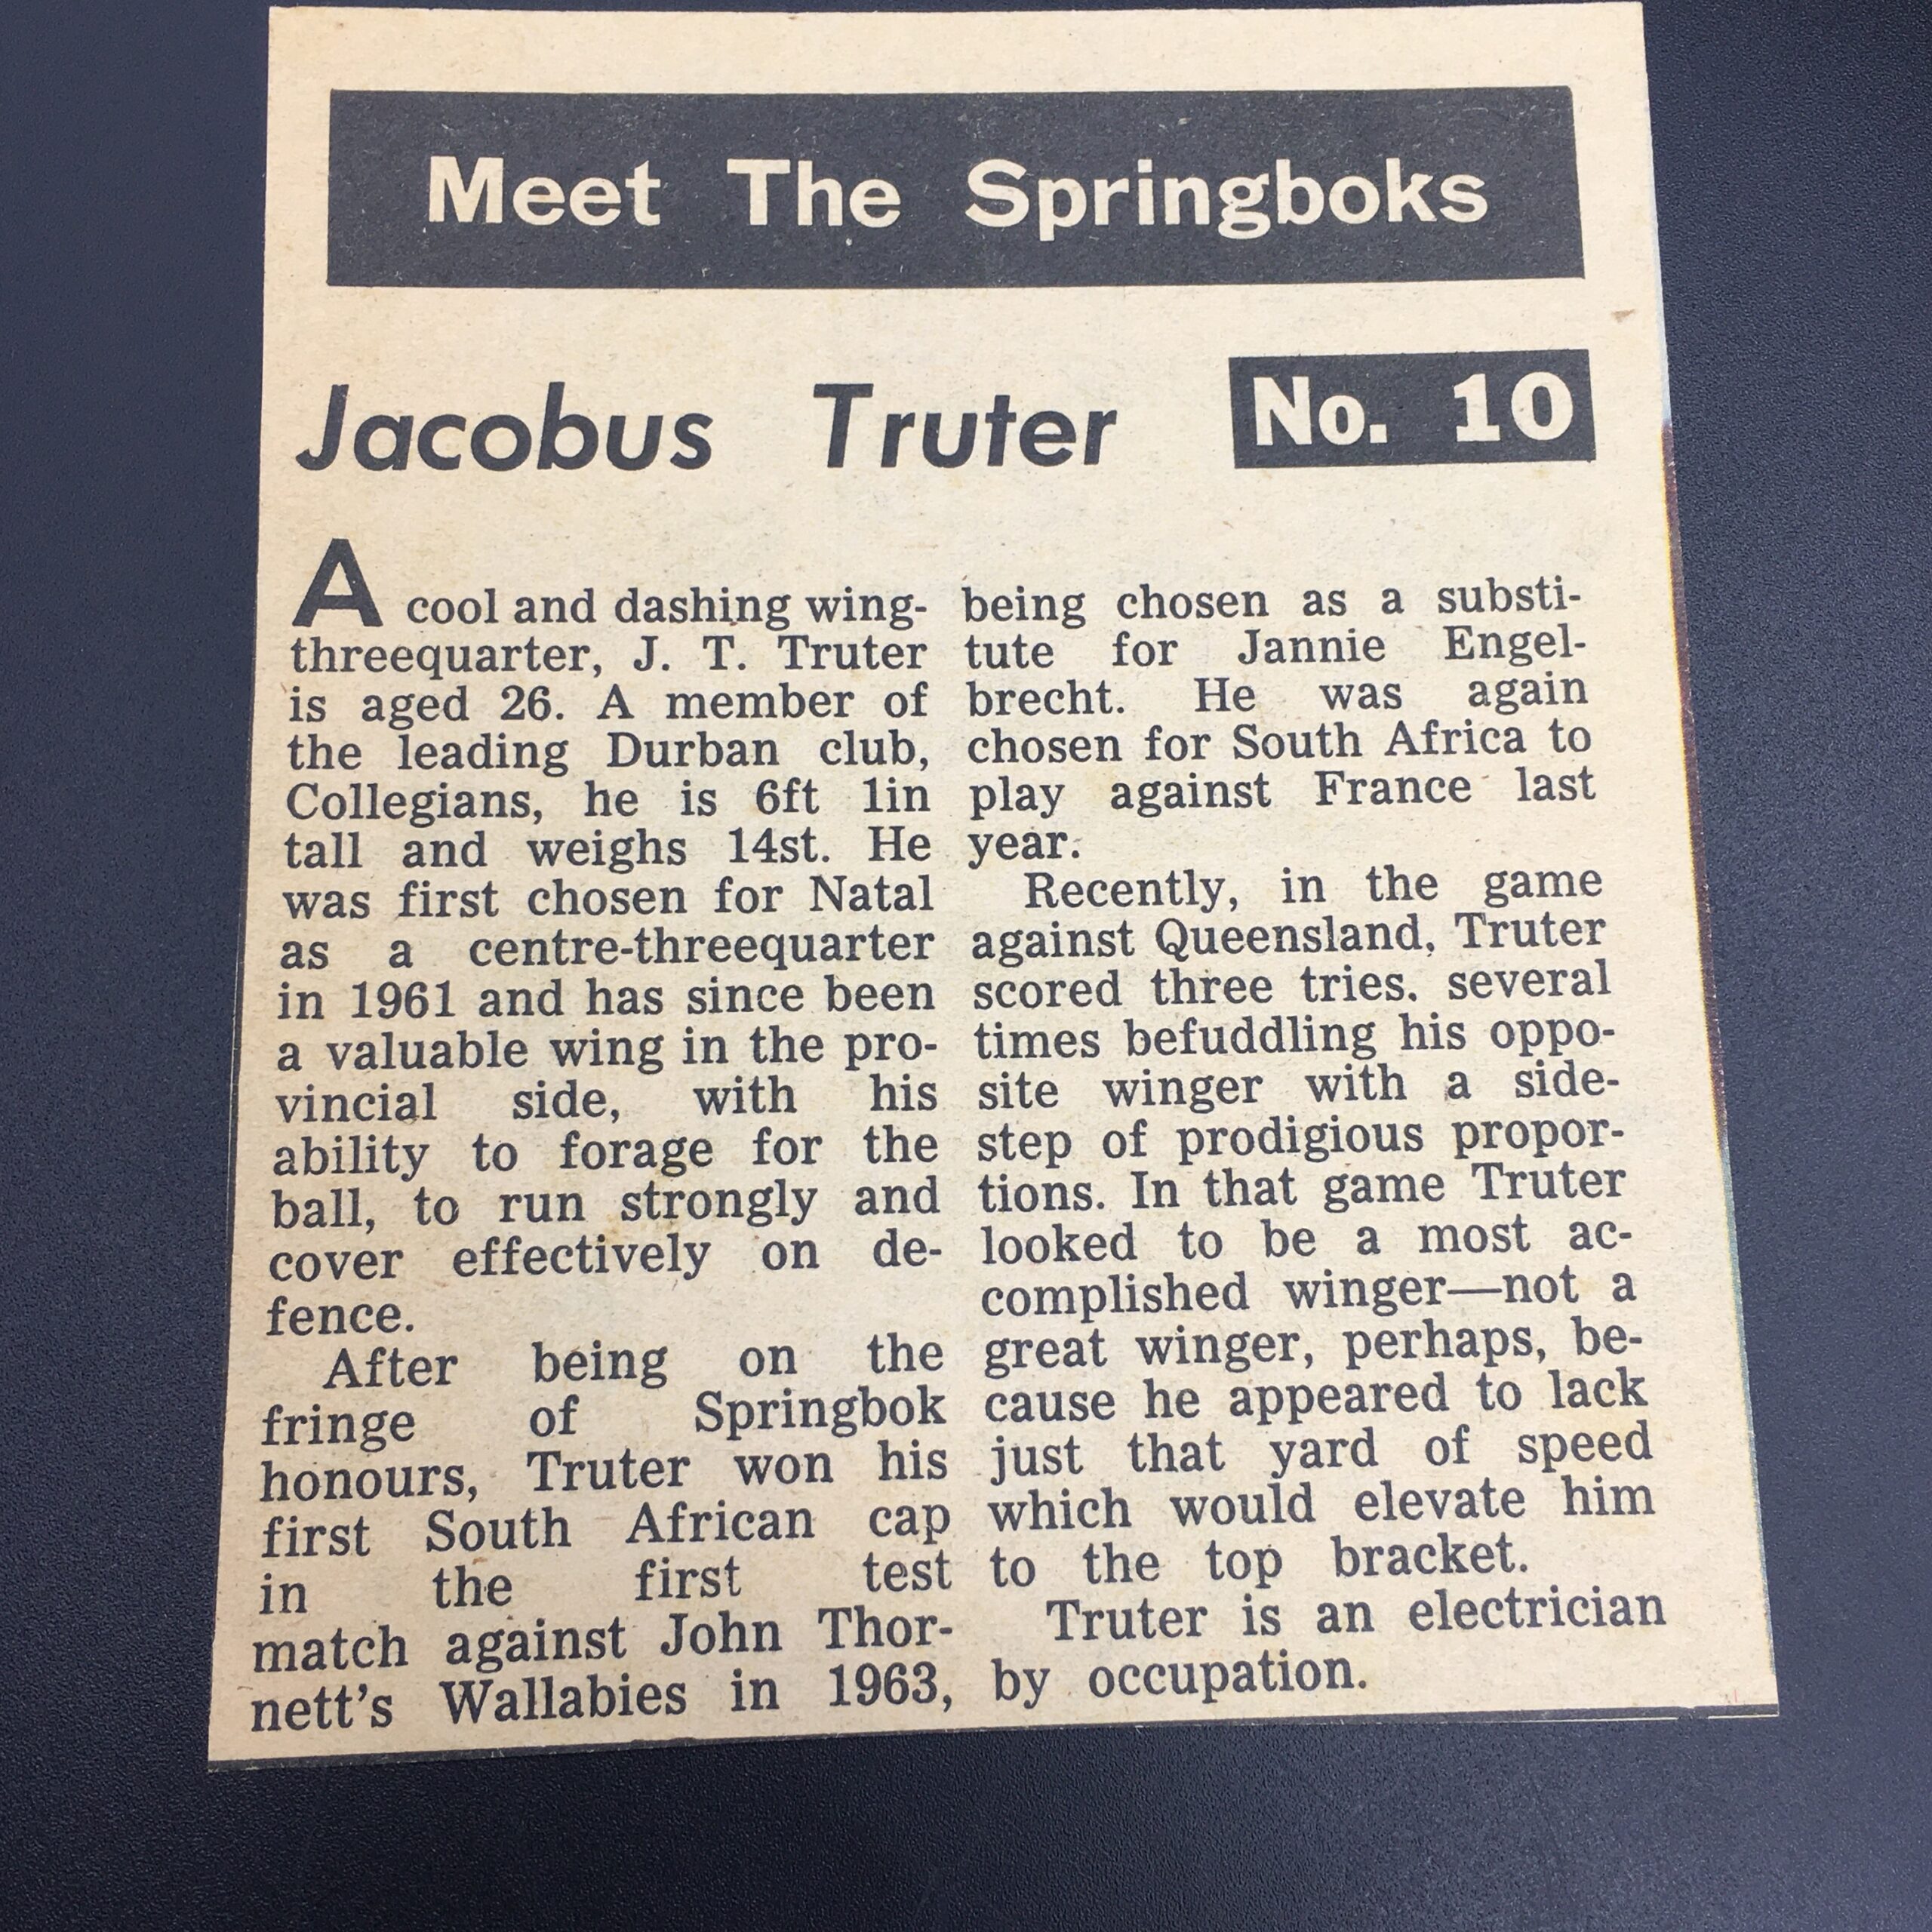 Meet The Springboks
Jacobus Truter No. 10
A cool and dashing wing-
threequarter, J. T. Truter
is aged 26. A member of
the leading Durban club,
Collegians, he is 6ft 1in
tall and weighs 14st. He
was first chosen for Natal
as a centre-threequarter
in 1961 and has since been
a valuable wing in the pro-
vincial side, with his
ability to forage for the
ball, to run strongly and
cover effectively on de-
fence.
After being on the
fringe of Springbok
honours, Truter won his
first South African cap
in the first test
match against John Thor-
nett's Wallabies in 1963,
being chosen as a substi-
tute for Jannie Engel-
brecht. He was again
chosen for South Africa to
play against France last
year.
Recently, in the game
against Queensland, Truter
scored three tries. several
times befuddling his oppo-
site winger with a side-
step of prodigious propor-
tions. In that game Truter
looked to be a most ac-
complished winger—not a
great winger, perhaps, be-
cause he appeared to lack
just that yard of speed
which would elevate him
to the top bracket.
Truter is an electrician
by occupation.